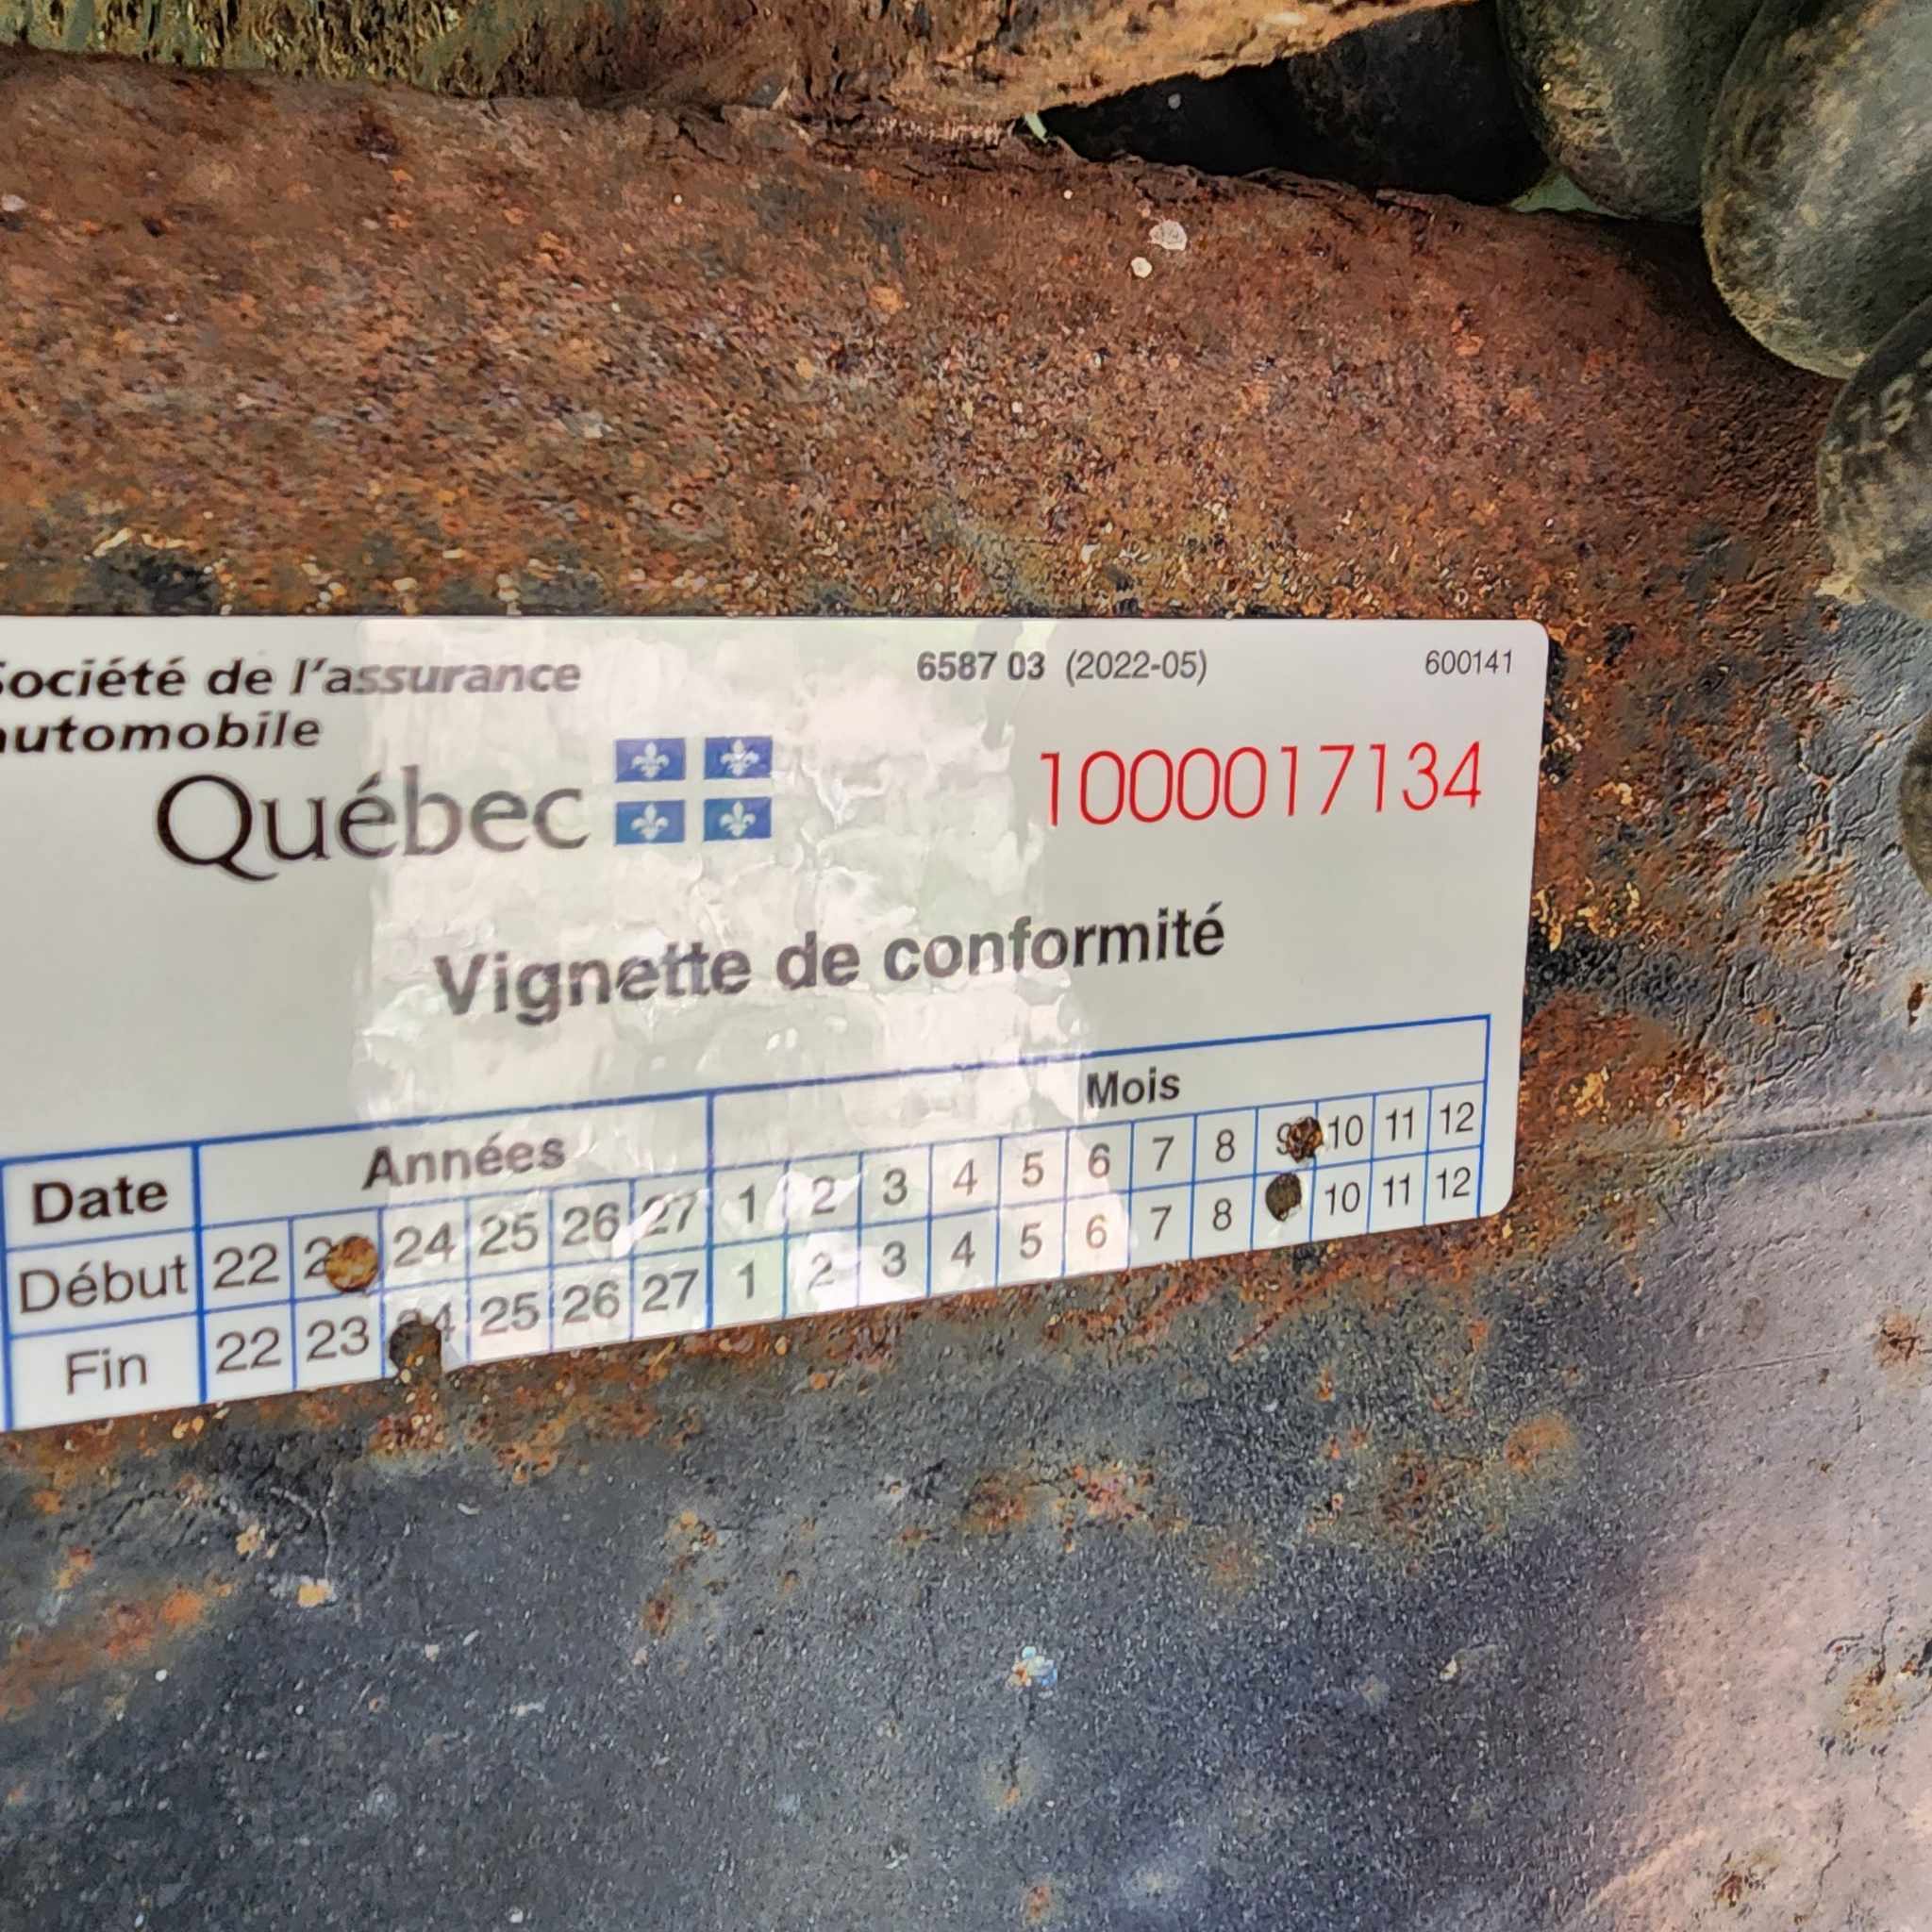 Société de l'assurance
automobile
Québec
6587 03 (2022-05)
600141
1000017134
Vignette de conformité
Date Années Mois
Début 22 24 25 26 27 1 2 3 4 5 6 7 8 9 10 11 12
Fin 22 23 24 25 26 27 1 2 3 4 5 6 7 8 10 11 12